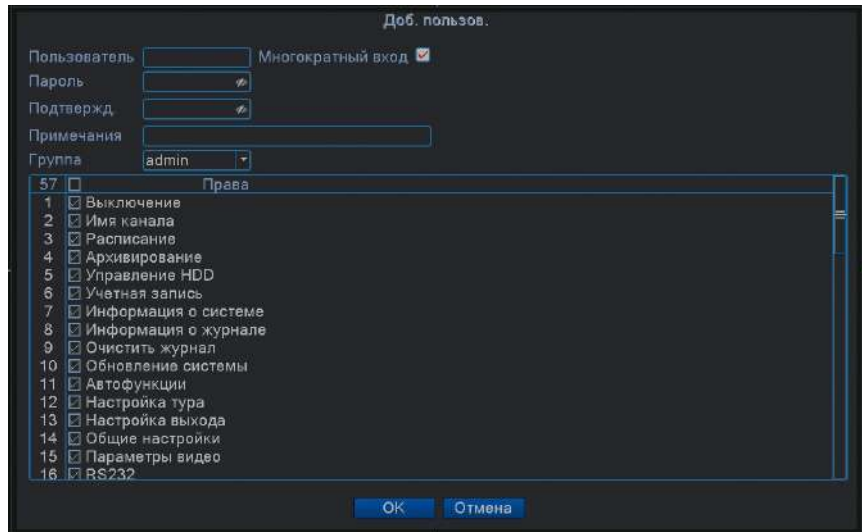 Доб. пользов.
Пользователь Многократный вход
Пароль
Подтвержд.
Примечания
Группа admin
57 Права
1 Выключение
2 Имя канала
3 Расписание
4 Архивирование
5 Управление HDD
6 Учетная запись
7 Информация о системе
8 Информация о журнале
9 Очистить журнал
10 Обновление системы
11 Автофункции
12 Настройка тура
13 Настройка выхода
14 Общие настройки
15 Параметры видео
16 RS232
OK Отмена